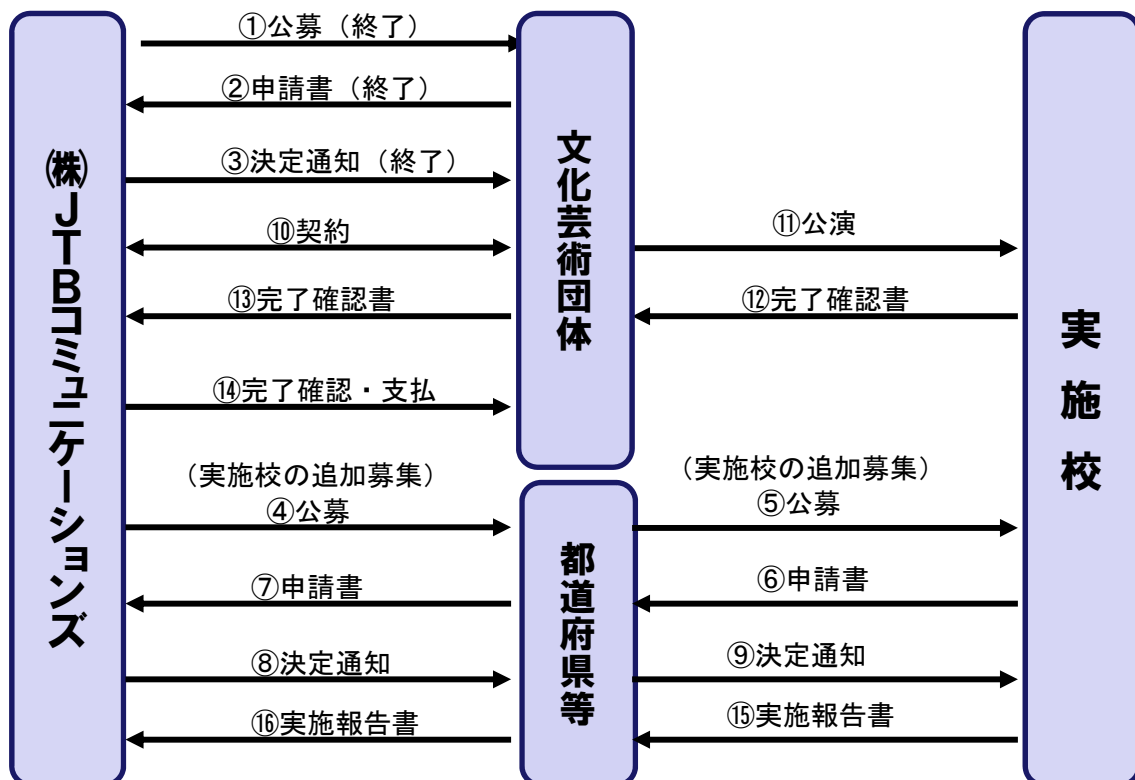 ㈱JTBコミュニケーションズ
①公募（終了）
②申請書（終了）
③決定通知（終了）
⑩契約
⑬完了確認書
⑭完了確認・支払
（実施校の追加募集）
④公募
⑦申請書
⑧決定通知
⑯実施報告書
文化芸術団体
都道府県等
⑪公演
⑫完了確認書
（実施校の追加募集）
⑤公募
⑥申請書
⑨決定通知
⑮実施報告書
実施校